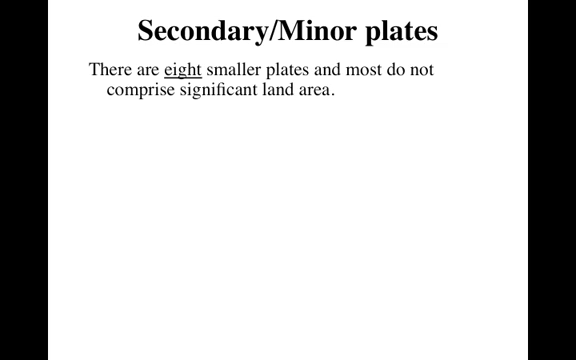 Secondary/Minor plates
There are eight smaller plates and most do not
comprise significant land area.